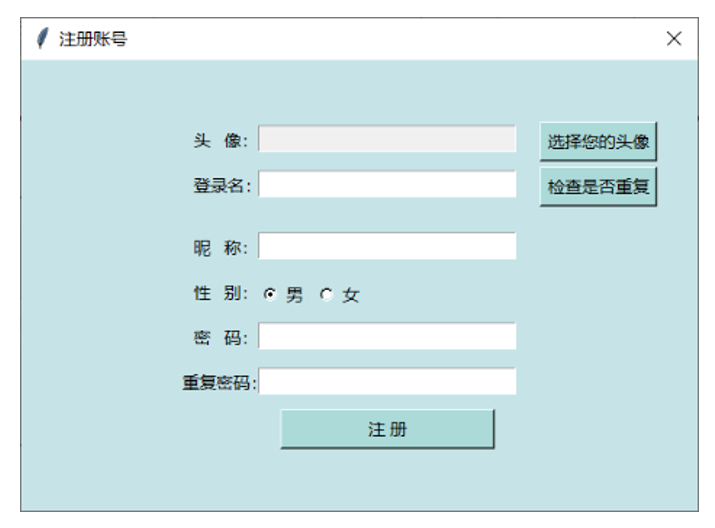 注册账号
头 像: 选择您的头像
登录名: 检查是否重复
昵 称:
性 别: 男 女
密 码:
重复密码:
注 册